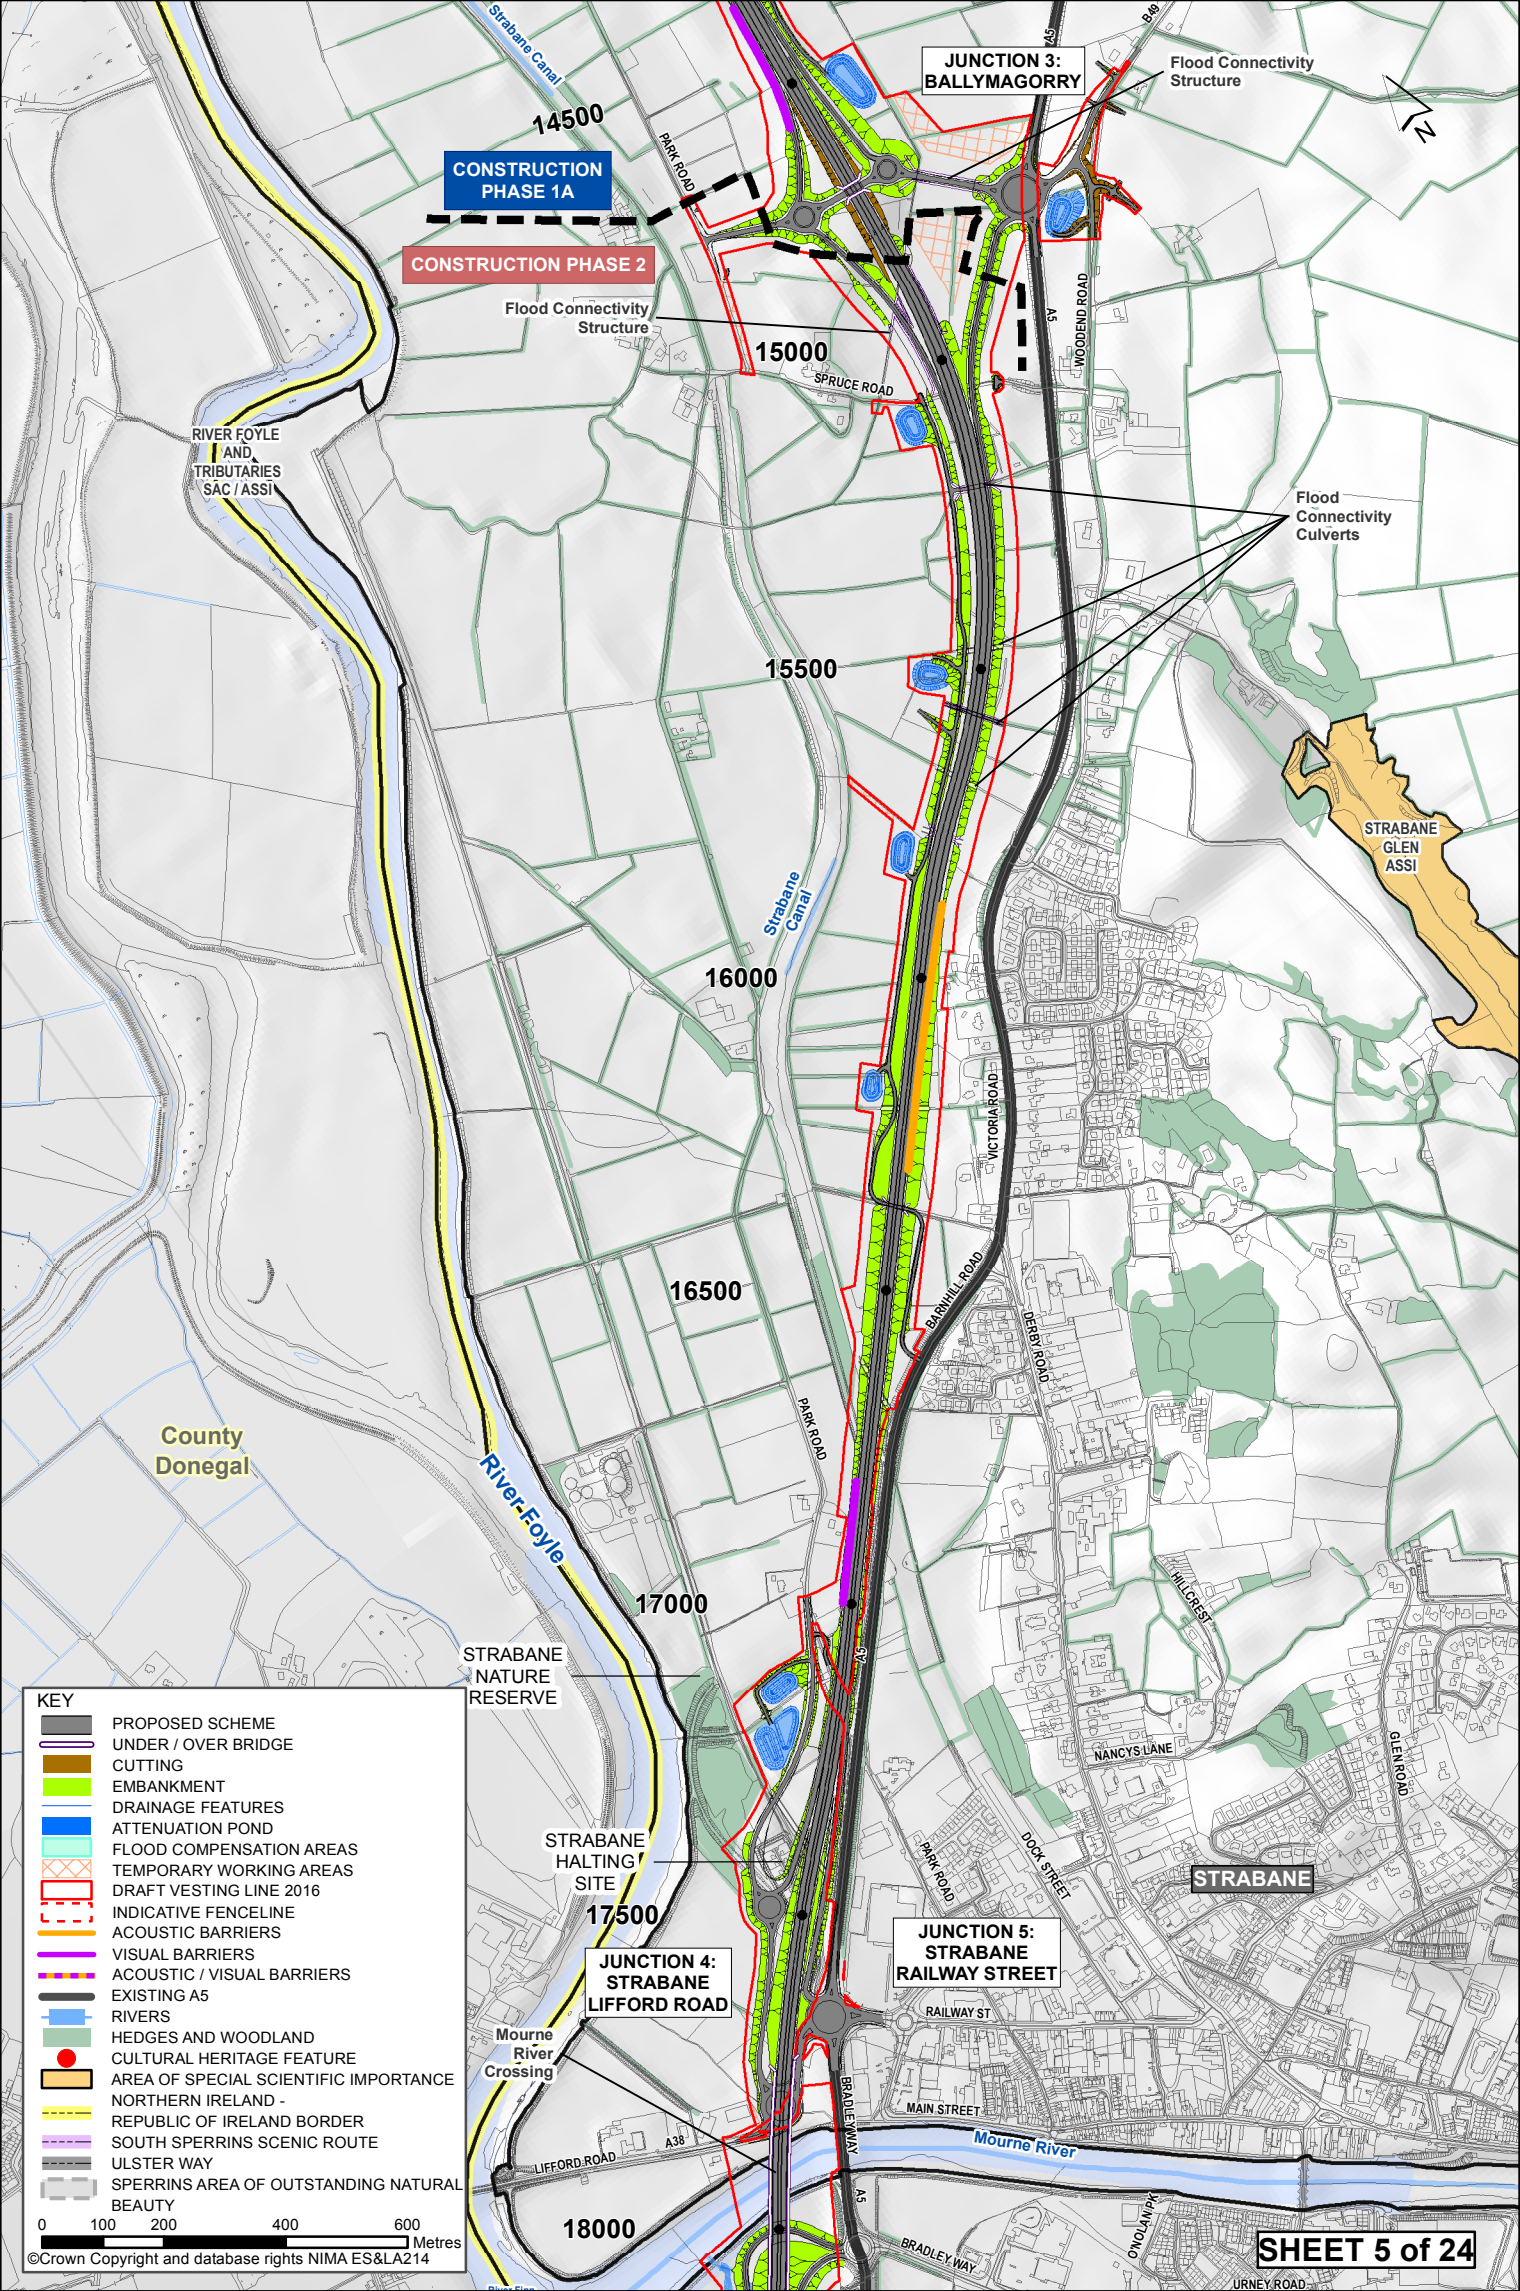 Strabane Canal
14500
PARK ROAD
JUNCTION 3:
BALLYMAGORRY
A5
B49
Flood Connectivity
Structure
N
CONSTRUCTION
PHASE 1A
CONSTRUCTION PHASE 2
Flood Connectivity
Structure
15000
SPRUCE ROAD
A5
WOODEND ROAD
RIVER FOYLE
AND
TRIBUTARIES
SAC / ASSI
Flood
Connectivity
Culverts
15500
STRABANE
GLEN
ASSI
Strabane
Canal
16000
VICTORIA ROAD
16500
BARNHILL ROAD
DERBY ROAD
PARK ROAD
County
Donegal
River Foyle
17000
HILLCREST
A5
STRABANE
NATURE
RESERVE
NANCYS LANE
GLEN ROAD
STRABANE
HALTING
SITE
PARK ROAD
DOCK STREET
STRABANE
17500
JUNCTION 4:
STRABANE
LIFFORD ROAD
JUNCTION 5:
STRABANE
RAILWAY STREET
RAILWAY ST
Mourne
River
Crossing
BRADLEY WAY
MAIN STREET
Mourne River
LIFFORD ROAD
A38
A5
18000
BRADLEY WAY
O'NOLAN PK
URNEY ROAD
River Finn
KEY
PROPOSED SCHEME
UNDER / OVER BRIDGE
CUTTING
EMBANKMENT
DRAINAGE FEATURES
ATTENUATION POND
FLOOD COMPENSATION AREAS
TEMPORARY WORKING AREAS
DRAFT VESTING LINE 2016
INDICATIVE FENCELINE
ACOUSTIC BARRIERS
VISUAL BARRIERS
ACOUSTIC / VISUAL BARRIERS
EXISTING A5
RIVERS
HEDGES AND WOODLAND
CULTURAL HERITAGE FEATURE
AREA OF SPECIAL SCIENTIFIC IMPORTANCE
NORTHERN IRELAND -
REPUBLIC OF IRELAND BORDER
SOUTH SPERRINS SCENIC ROUTE
ULSTER WAY
SPERRINS AREA OF OUTSTANDING NATURAL
BEAUTY
0 100 200 400 600
Metres
©Crown Copyright and database rights NIMA ES&LA214
SHEET 5 of 24